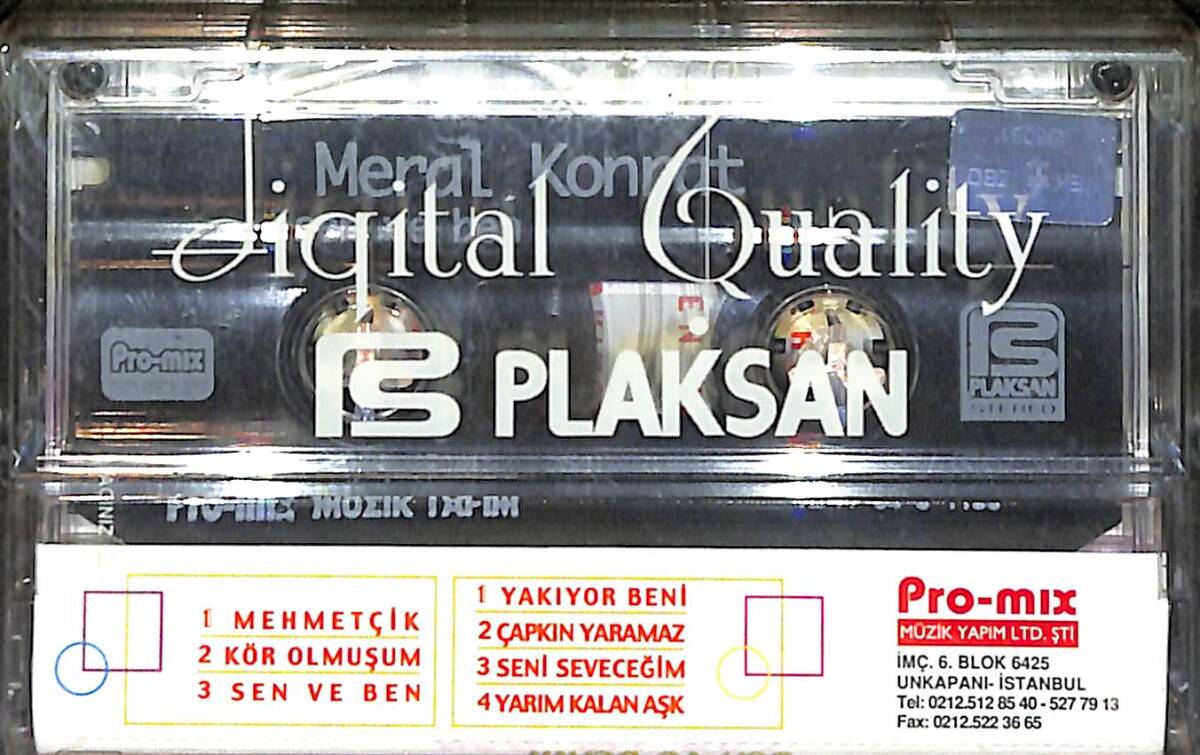 Meral Konrat
Digital Quality
Pro-mix
PLAKSAN
PLAKSAN
STEREO
AÇINIZ
Pro-mix MÜZİK YAPIM
1 MEHMETÇİK
2 KÖR OLMUŞUM
3 SEN VE BEN
1 YAKIYOR BENİ
2 ÇAPKIN YARAMAZ
3 SENİ SEVECEĞİM
4 YARIM KALAN AŞK
Pro-mıx
MÜZİK YAPIM LTD. ŞTİ
İMÇ. 6. BLOK 6425
UNKAPANI- İSTANBUL
Tel: 0212.512 85 40 - 527 79 13
Fax: 0212.522 36 65